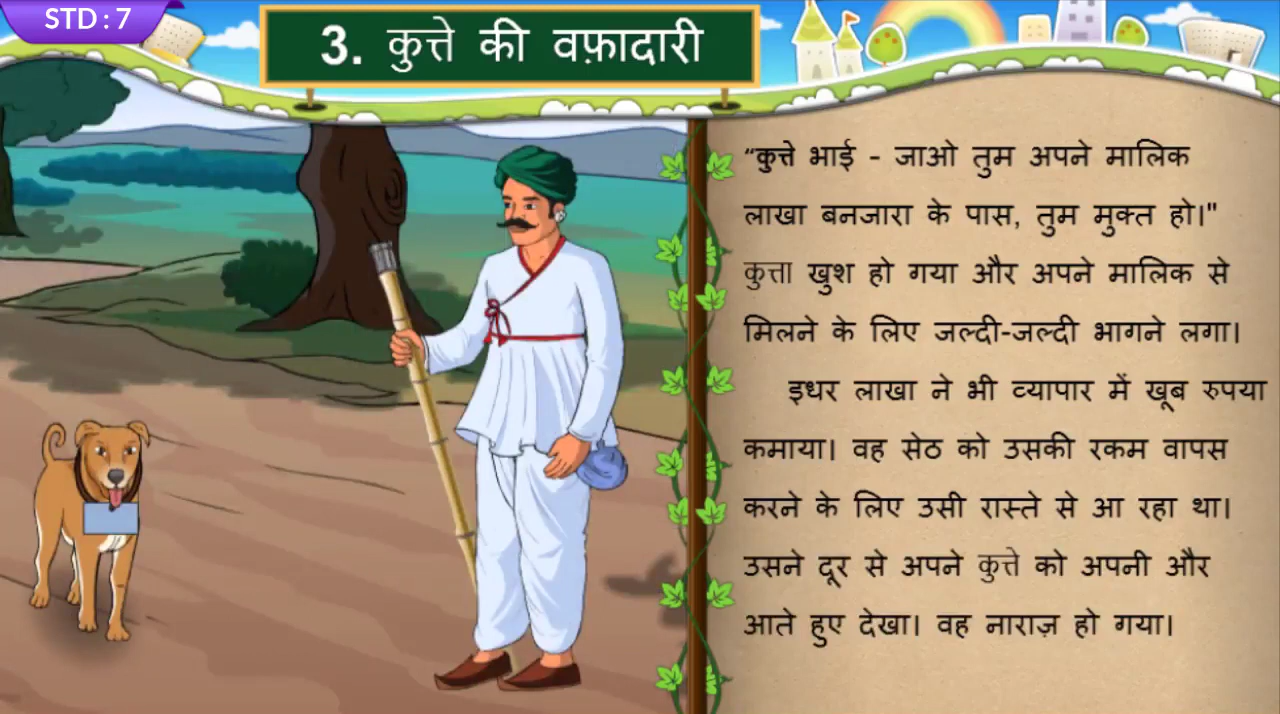 STD : 7
3. कुत्ते की वफ़ादारी
“कुत्ते भाई - जाओ तुम अपने मालिक
लाखा बनजारा के पास, तुम मुक्त हो।"
कुत्ता खुश हो गया और अपने मालिक से
मिलने के लिए जल्दी-जल्दी भागने लगा।
इधर लाखा ने भी व्यापार में खूब रुपया
कमाया। वह सेठ को उसकी रकम वापस
करने के लिए उसी रास्ते से आ रहा था।
उसने दूर से अपने कुत्ते को अपनी और
आते हुए देखा। वह नाराज़ हो गया।